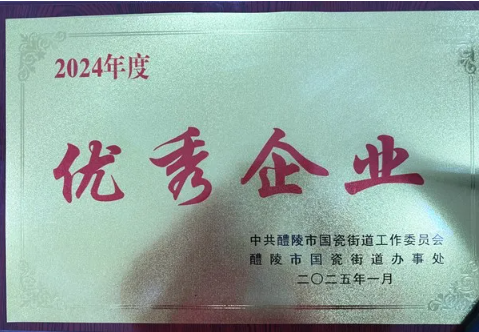 2024年度
优秀企业
中共醴陵市国瓷街道工作委员会
醴陵市国瓷街道办事处
二〇二五年一月